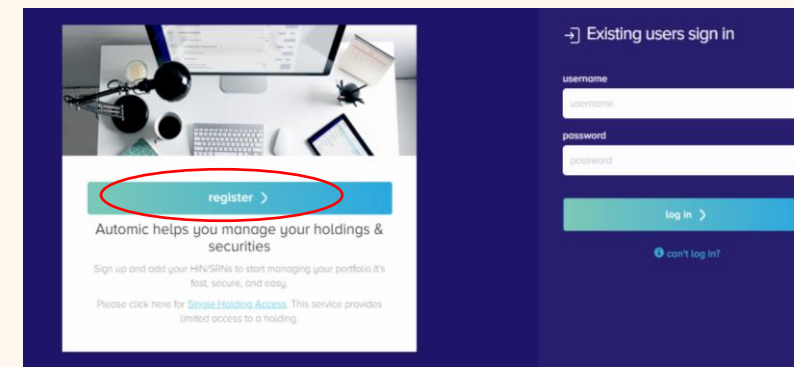 register >
Automic helps you manage your holdings &
securities
Sign up and add your HIN/SRNs to start managing your portfolio.It's
fast, secure, and easy.
Please click here for Single Holding Access. This service provides
limited access to a holding.
Existing users sign in
username
username
password
password
log in >
can't log in?